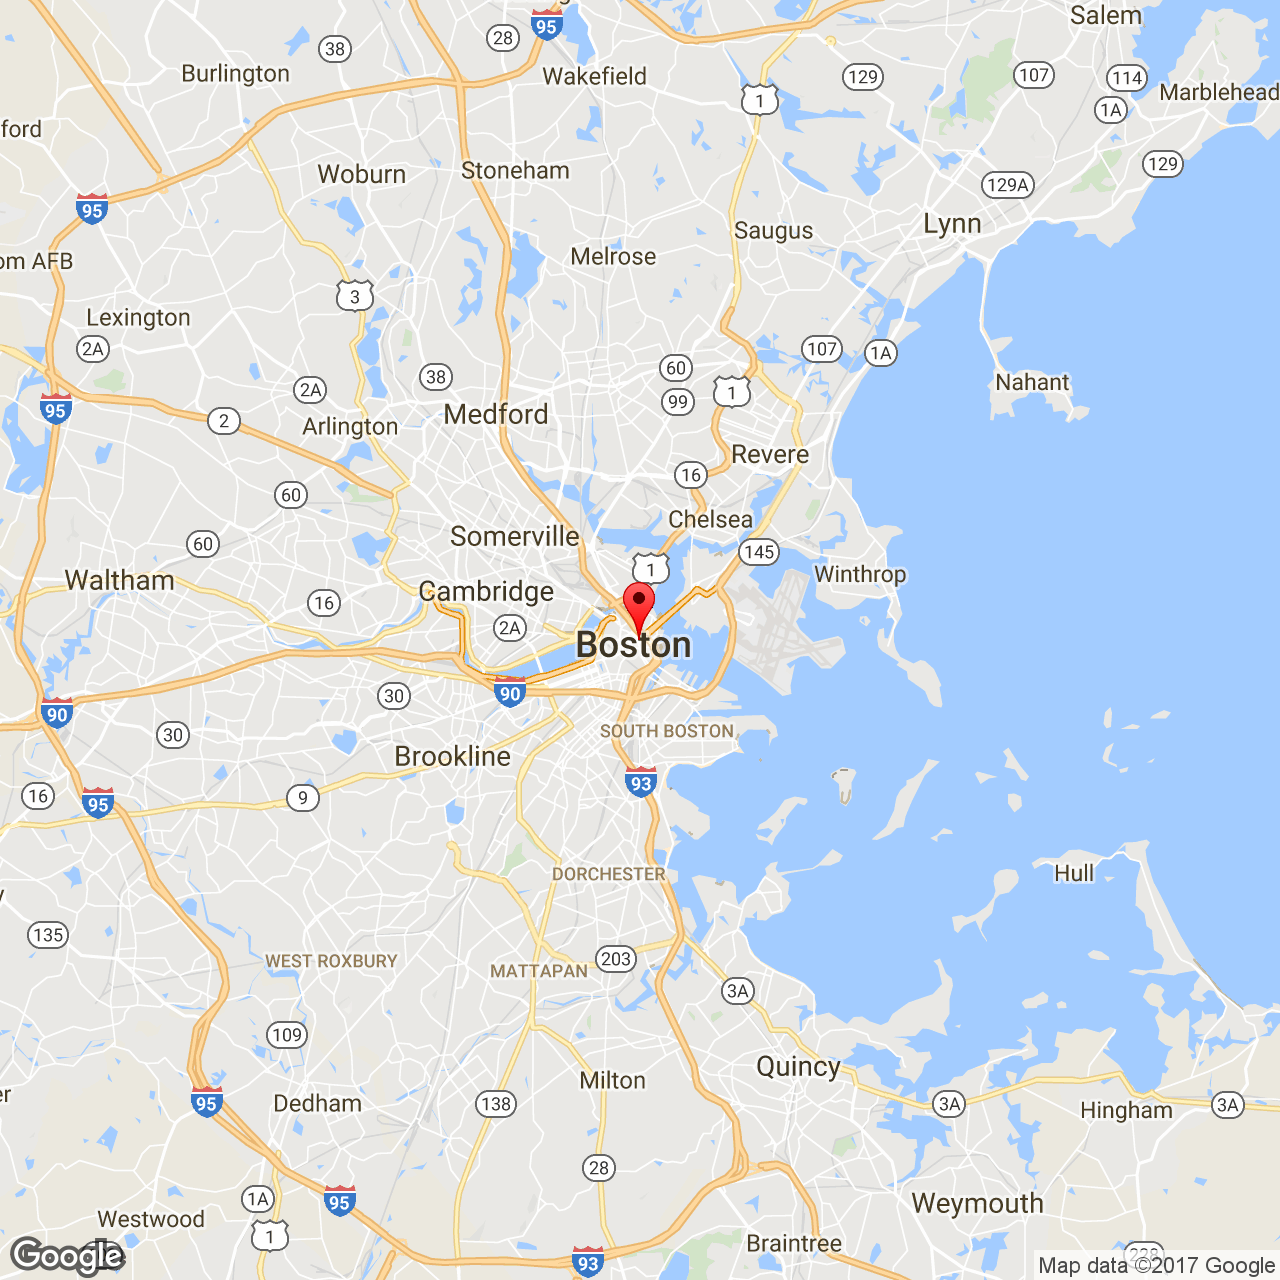 Salem
95
28
38
Burlington
Wakefield
129
107
114
Marblehead
1
1A
ford
Woburn
Stoneham
129
129A
95
Lynn
Saugus
om AFB
Melrose
3
Lexington
2A
107
1A
60
38
2A
1
Nahant
99
95
2
Medford
Arlington
Revere
16
60
Chelsea
Somerville
60
145
1
Winthrop
Waltham
Cambridge
16
2A
Boston
90
30
90
30
SOUTH BOSTON
Brookline
93
16
9
95
DORCHESTER
Hull
135
WEST ROXBURY
203
MATTAPAN
3A
109
Quincy
Milton
er
95
Dedham
138
3A
3A
Hingham
28
1A
95
Weymouth
Westwood
1
Braintree
Google
93
228
Map data ©2017 Google